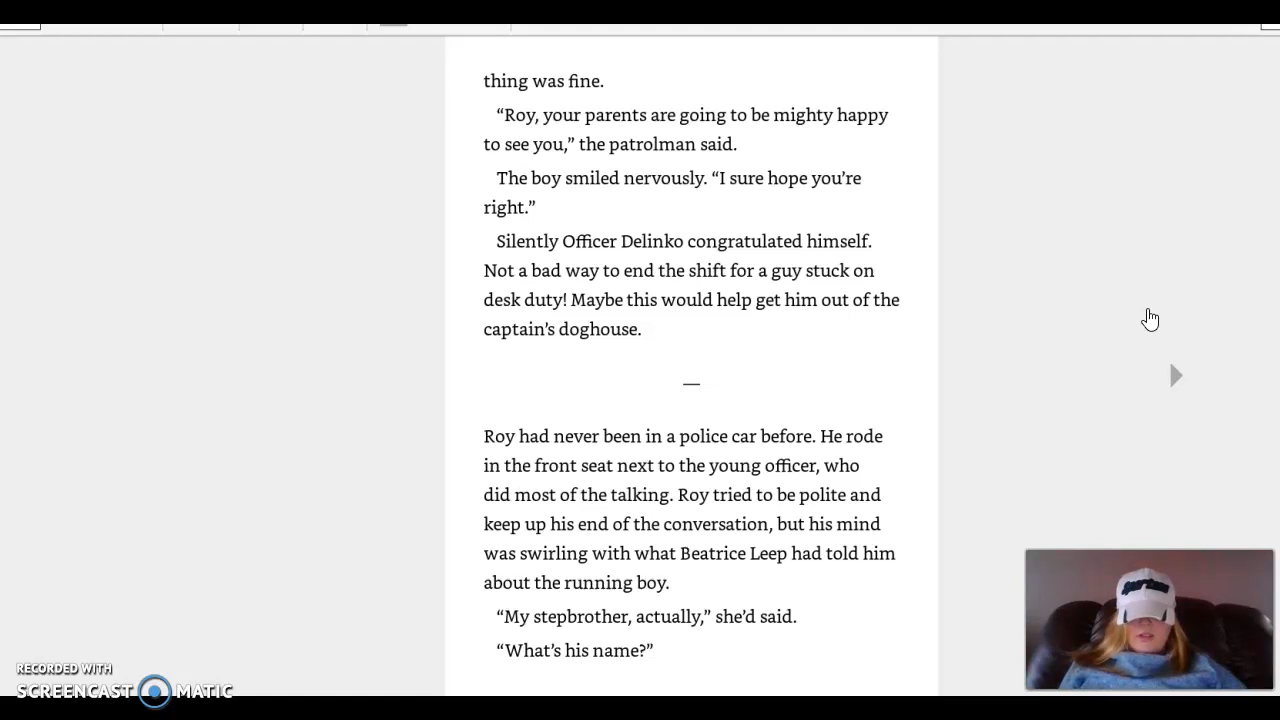 thing was fine.
“Roy, your parents are going to be mighty happy
to see you,” the patrolman said.
The boy smiled nervously. “I sure hope you’re
right.”
Silently Officer Delinko congratulated himself.
Not a bad way to end the shift for a guy stuck on
desk duty! Maybe this would help get him out of the
captain’s doghouse.
—
Roy had never been in a police car before. He rode
in the front seat next to the young officer, who
did most of the talking. Roy tried to be polite and
keep up his end of the conversation, but his mind
was swirling with what Beatrice Leep had told him
about the running boy.
“My stepbrother, actually,” she’d said.
“What’s his name?”
RECORDED WITH
SCREENCAST MATIC